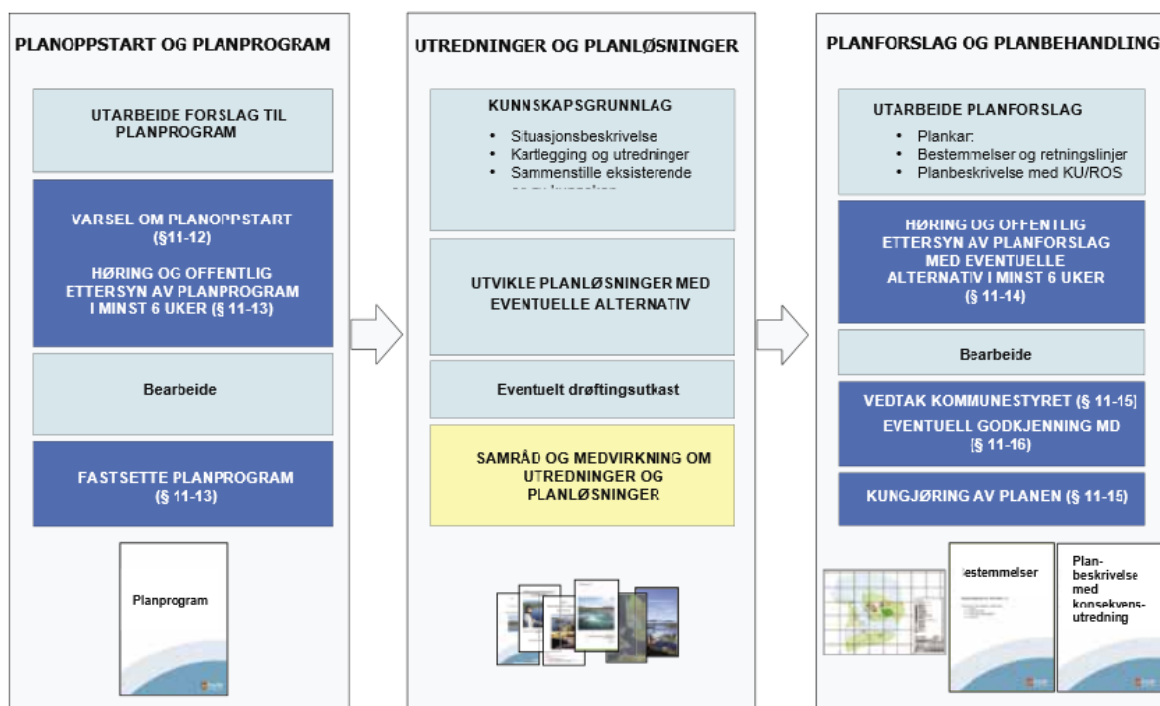 PLANOPPSTART OG PLANPROGRAM
UTARBEIDE FORSLAG TIL
PLANPROGRAM
VARSEL OM PLANOPPSTART
(§11-12)
HØRING OG OFFENTLIG
ETTERSYN AV PLANPROGRAM
I MINST 6 UKER (§ 11-13)
Bearbeide
FASTSETTE PLANPROGRAM
(§ 11-13)
Planprogram
UTREDNINGER OG PLANLØSNINGER
KUNNSKAPSGRUNNLAG
• Situasjonsbeskrivelse
• Kartlegging og utredninger
• Sammenstille eksisterende
UTVIKLE PLANLØSNINGER MED
EVENTUELLE ALTERNATIV
Eventuelt drøftingsutkast
SAMRÅD OG MEDVIRKNING OM
UTREDNINGER OG
PLANLØSNINGER
PLANFORSLAG OG PLANBEHANDLING
UTARBEIDE PLANFORSLAG
• Plankar:
• Bestemmelser og retningslinjer
• Planbeskrivelse med KU/ROS
HØRING OG OFFENTLIG
ETTERSYN AV PLANFORSLAG
MED EVENTUELLE
ALTERNATIV I MINST 6 UKER
(§ 11-14)
Bearbeide
VEDTAK KOMMUNESTYRET (§ 11-15)
EVENTUELL GODKJENNING MD
(§ 11-16)
KUNGJØRING AV PLANEN (§ 11-15)
estemmelser
Plan-
beskrivelse
med
konsekvens-
utredning